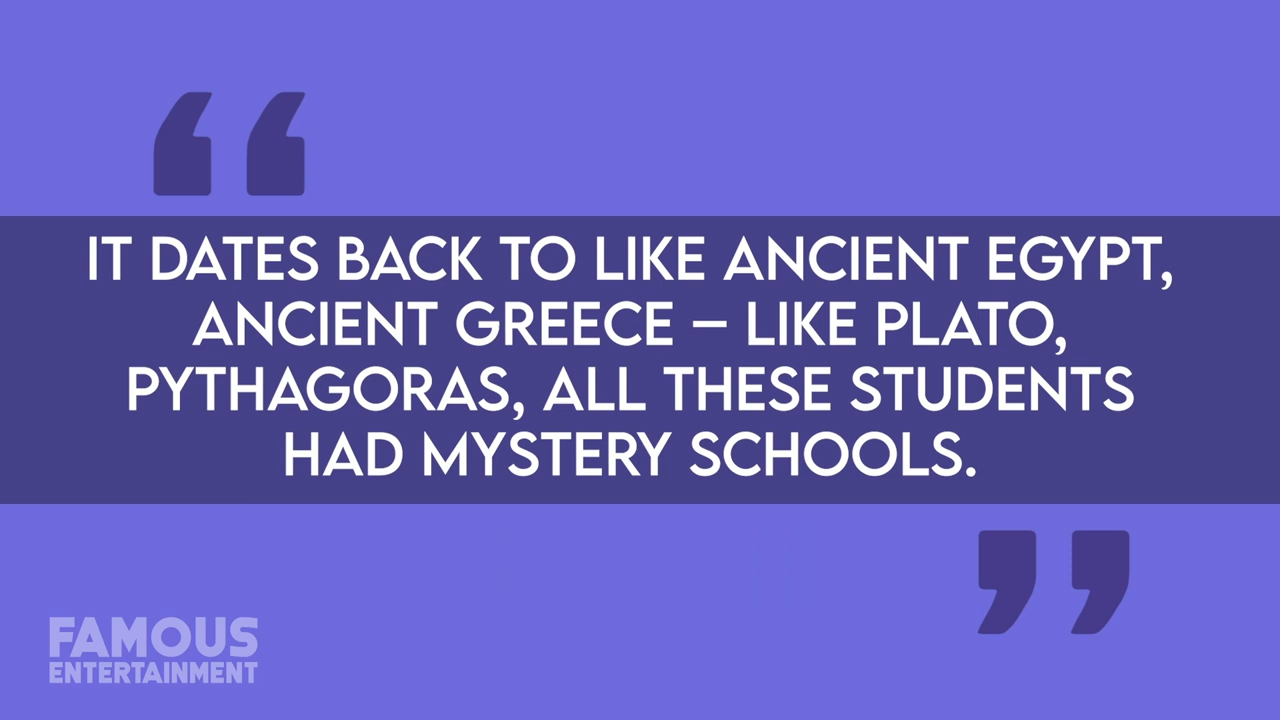 “
IT DATES BACK TO LIKE ANCIENT EGYPT,
ANCIENT GREECE – LIKE PLATO,
PYTHAGORAS, ALL THESE STUDENTS
HAD MYSTERY SCHOOLS.
”
FAMOUS
ENTERTAINMENT